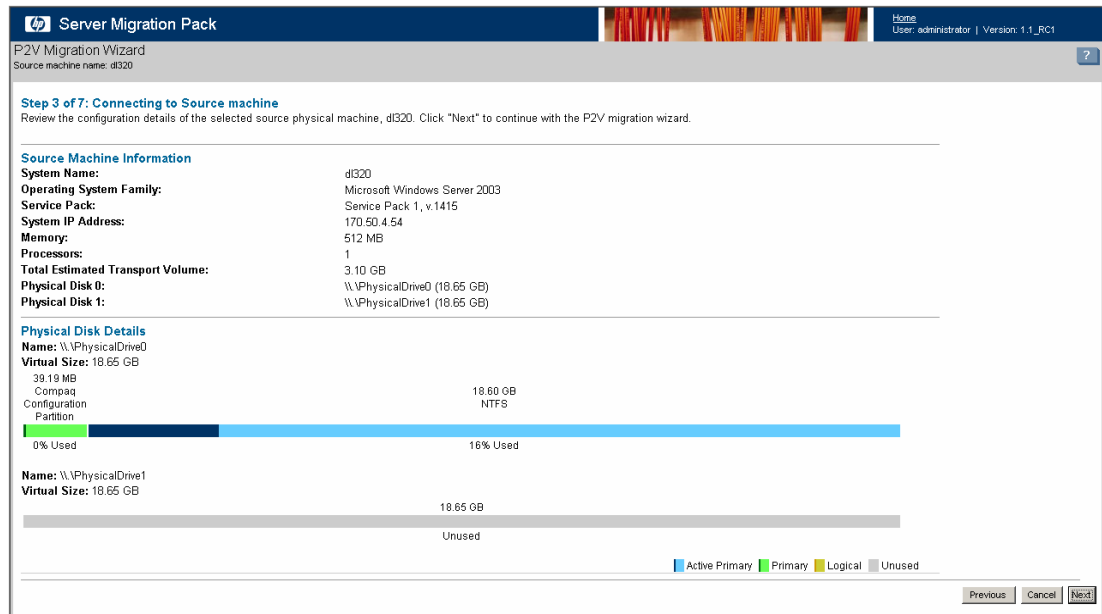 hp Server Migration Pack
Home
User: administrator | Version: 1.1_RC1
P2V Migration Wizard
Source machine name: dl320
?
Step 3 of 7: Connecting to Source machine
Review the configuration details of the selected source physical machine, dl320. Click "Next" to continue with the P2V migration wizard.
Source Machine Information
System Name: dl320
Operating System Family: Microsoft Windows Server 2003
Service Pack: Service Pack 1, v.1415
System IP Address: 170.50.4.54
Memory: 512 MB
Processors: 1
Total Estimated Transport Volume: 3.10 GB
Physical Disk 0: \\.\PhysicalDrive0 (18.65 GB)
Physical Disk 1: \\.\PhysicalDrive1 (18.65 GB)
Physical Disk Details
Name: \\.\PhysicalDrive0
Virtual Size: 18.65 GB
39.19 MB
Compaq
Configuration
Partition
18.60 GB
NTFS
0% Used
16% Used
Name: \\.\PhysicalDrive1
Virtual Size: 18.65 GB
18.65 GB
Unused
Active Primary Primary Logical Unused
Previous Cancel Next